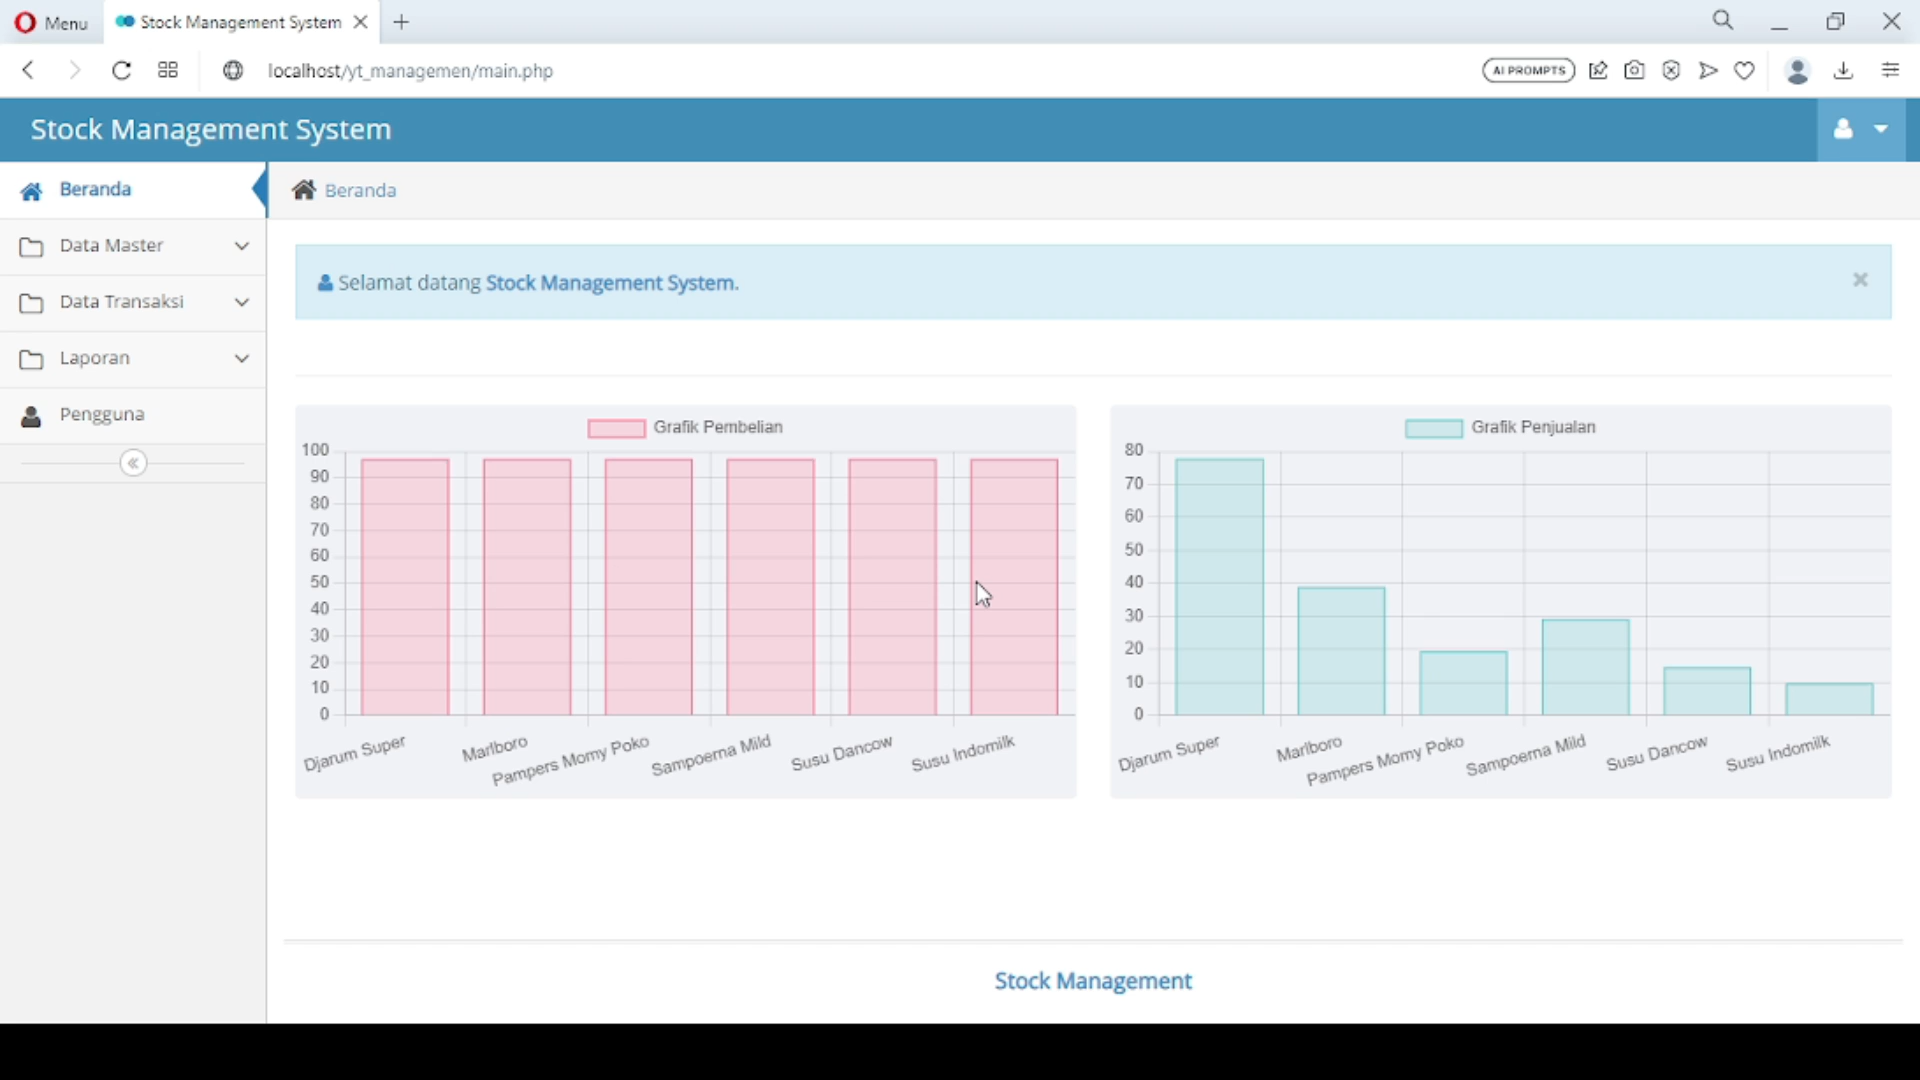 Menu
Stock Management System
localhost/yt_managemen/main.php
AI PROMPTS
Stock Management System
Beranda
Data Master
Data Transaksi
Laporan
Pengguna
Beranda
Selamat datang Stock Management System.
Grafik Pembelian
100
90
80
70
60
50
40
30
20
10
0
Djarum Super
Marlboro
Pampers Momy Poko
Sampoerna Mild
Susu Dancow
Susu Indomilk
Grafik Penjualan
80
70
60
50
40
30
20
10
0
Djarum Super
Marlboro
Pampers Momy Poko
Sampoerna Mild
Susu Dancow
Susu Indomilk
Stock Management